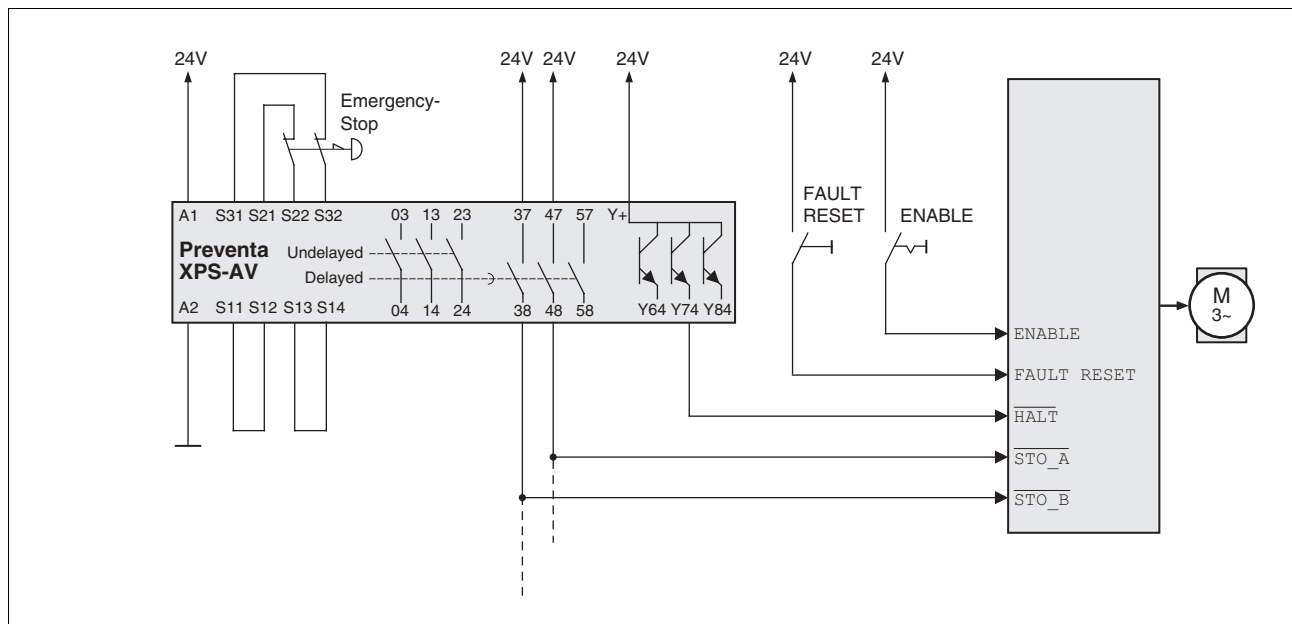 24V 24V 24V 24V 24V 24V
Emergency-
Stop
FAULT
RESET
ENABLE
A1 S31 S21 S22 S32 03 13 23 37 47 57 Y+
Preventa
XPS-AV
Undelayed
Delayed
A2 S11 S12 S13 S14 04 14 24 38 48 58 Y64 Y74 Y84
M
3~
ENABLE
FAULT RESET
HALT
STO_A
STO_B